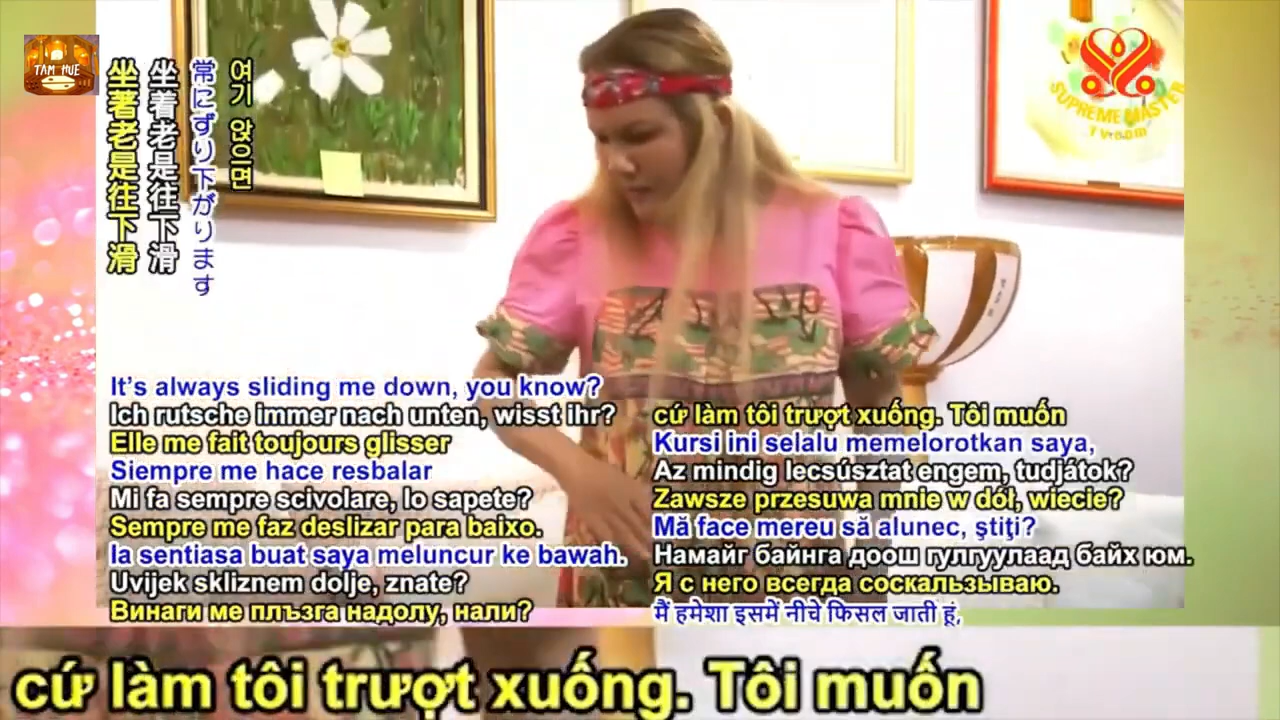 TAM HUE
坐著老是往下滑
坐着老是往下滑
常にずり下がります
여기 앉으면
SUPREME MASTER
TV.com
It's always sliding me down, you know?
Ich rutsche immer nach unten, wisst ihr?
Elle me fait toujours glisser
Siempre me hace resbalar
Mi fa sempre scivolare, lo sapete?
Sempre me faz deslizar para baixo.
Ia sentiasa buat saya meluncur ke bawah.
Uvijek skliznem dolje, znate?
Винаги ме плъзга надолу, нали?
cứ làm tôi trượt xuống. Tôi muốn
Kursi ini selalu memelorotkan saya,
Az mindig lecsúsztat engem, tudjátok?
Zawsze przesuwa mnie w dół, wiecie?
Mă face mereu să alunec, ştiţi?
Намайг байнга доош гулгуулаад байх юм.
Я с него всегда соскальзываю.
मैं हमेशा इसमें नीचे फिसल जाती हूं,
cứ làm tôi trượt xuống. Tôi muốn